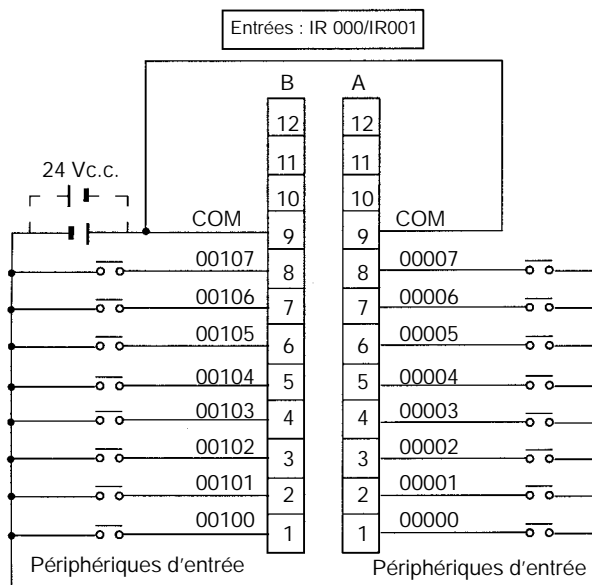 Entrées : IR 000/IR001
B A
12 12
11 11
24 Vc.c.
10 10
COM 9 COM 9
00107 8 8 00007
00106 7 7 00006
00105 6 6 00005
00104 5 5 00004
00103 4 4 00003
00102 3 3 00002
00101 2 2 00001
00100 1 1 00000
Périphériques d'entrée Périphériques d'entrée